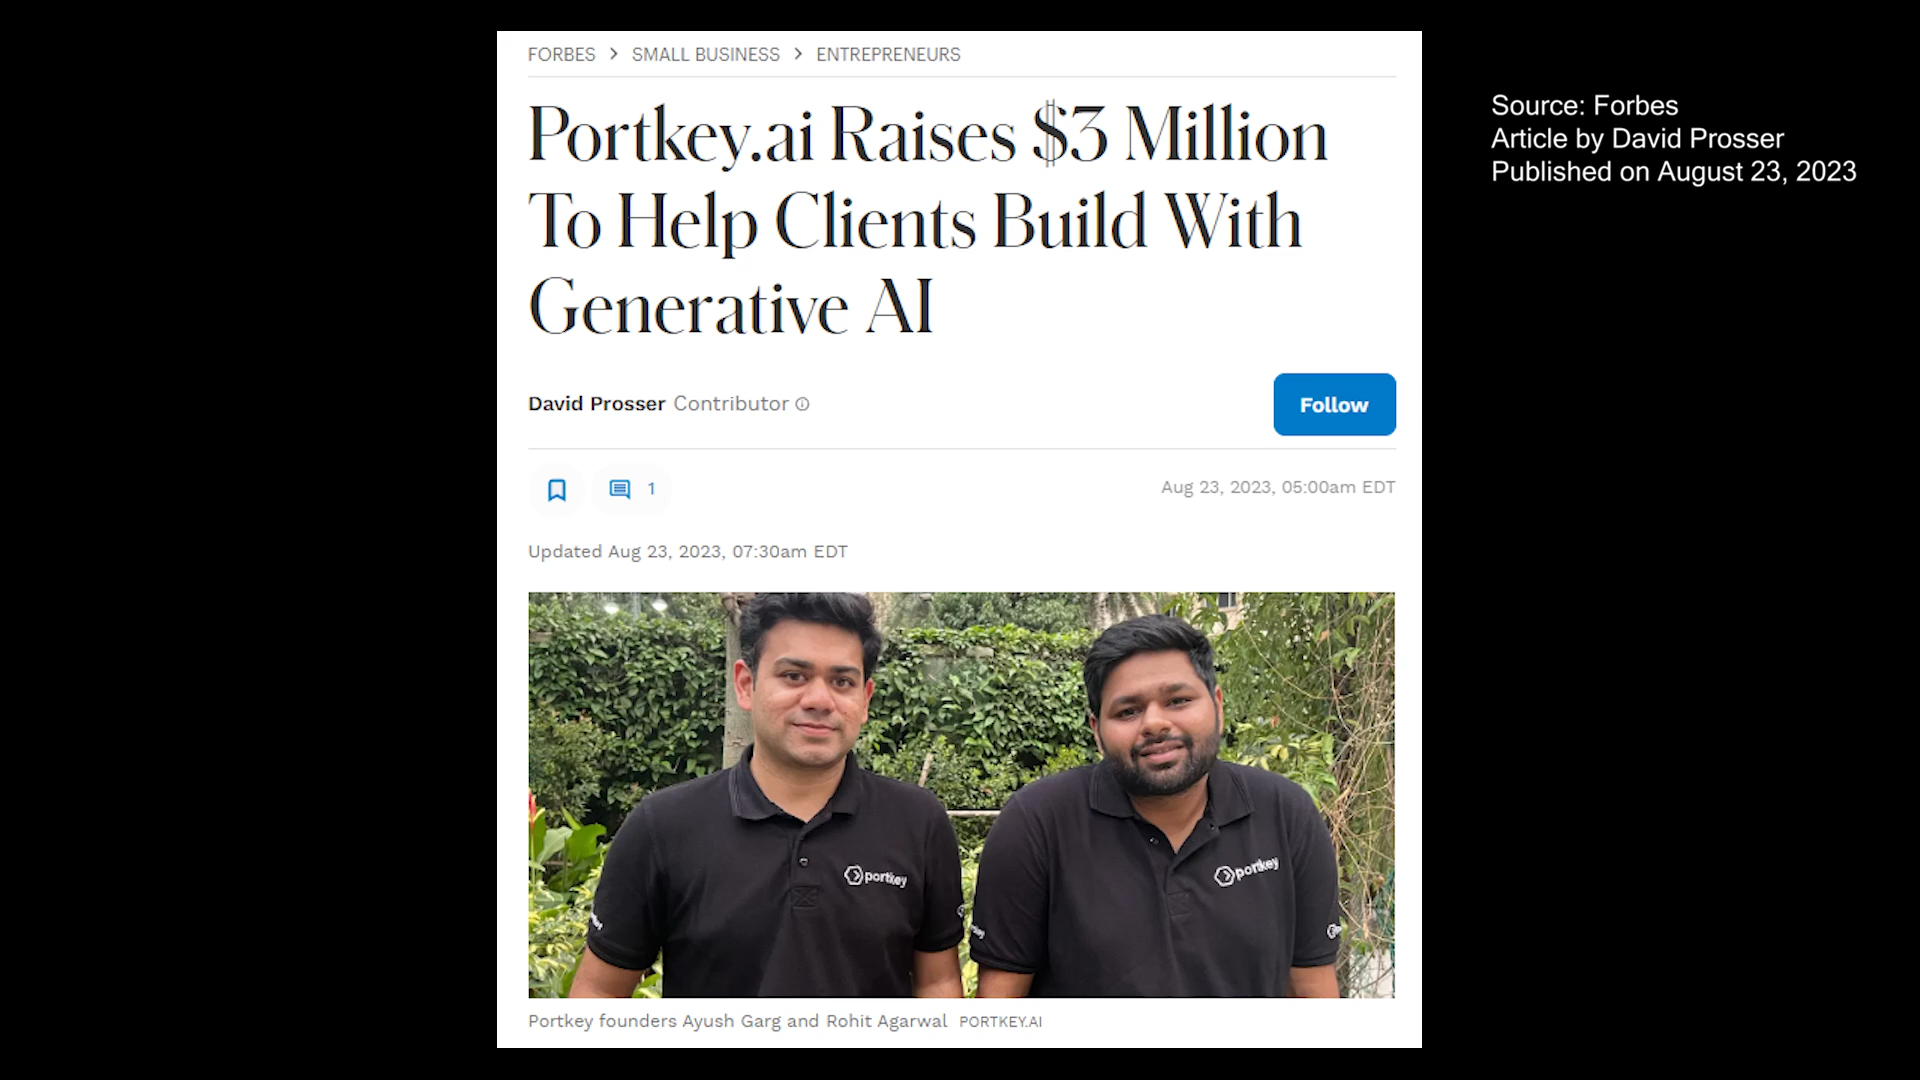 FORBES > SMALL BUSINESS > ENTREPRENEURS
Portkey.ai Raises $3 Million
To Help Clients Build With
Generative AI
David Prosser Contributor
Follow
1
Aug 23, 2023, 05:00am EDT
Updated Aug 23, 2023, 07:30am EDT
portkey
portkey
Portkey founders Ayush Garg and Rohit Agarwal PORTKEY.AI
Source: Forbes
Article by David Prosser
Published on August 23, 2023